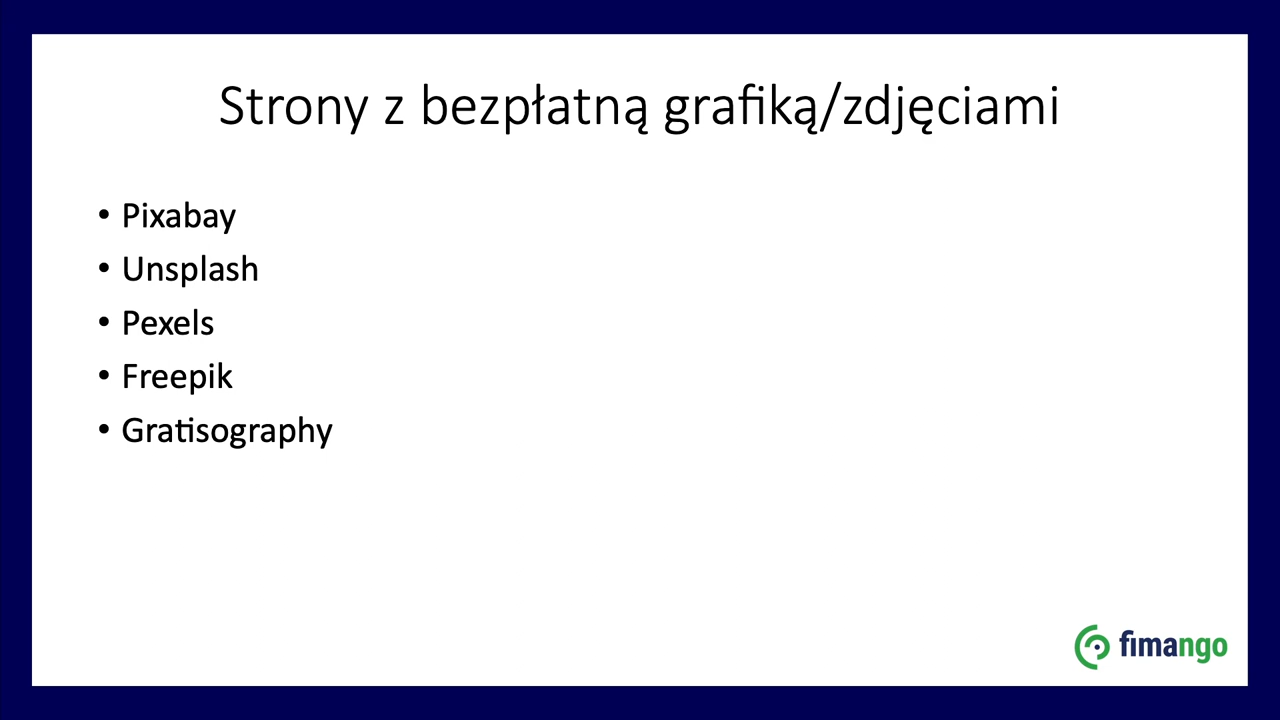 Strony z bezpłatną grafiką/zdjęciami
• Pixabay
• Unsplash
• Pexels
• Freepik
• Gratisography
fimango